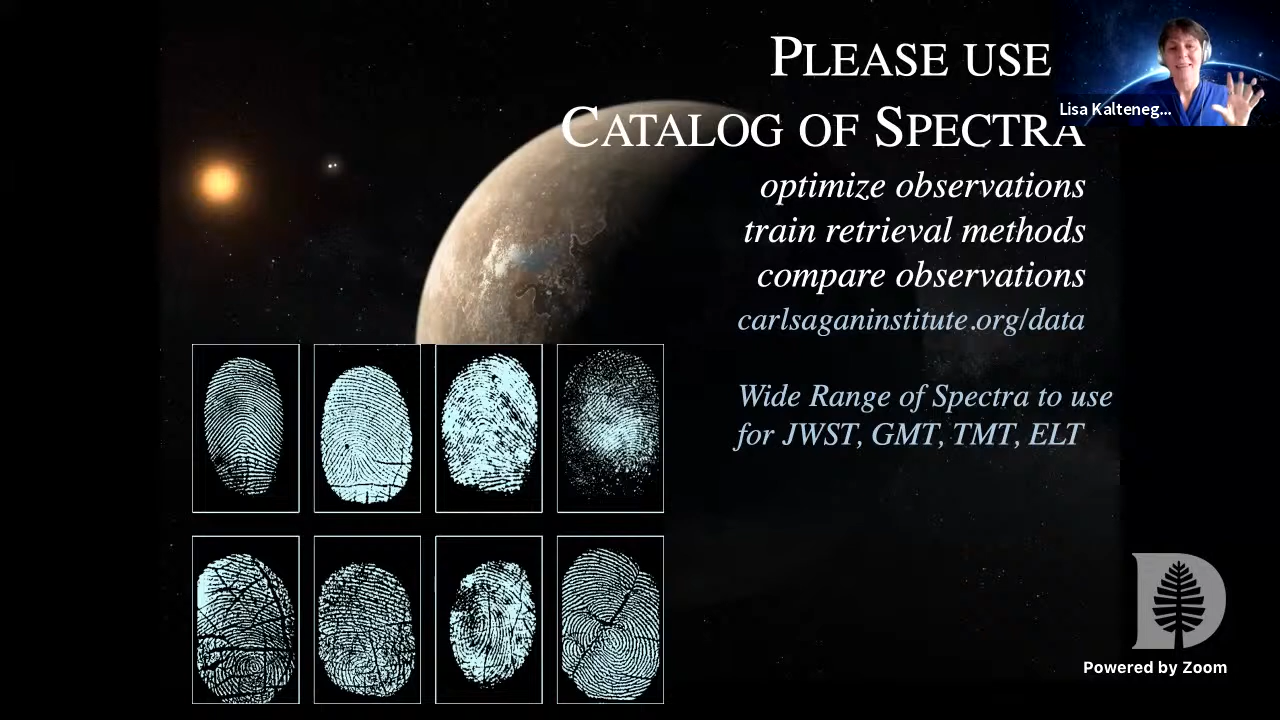 PLEASE USE
CATALOG OF SPECTRA
Lisa Kalteneg...
optimize observations
train retrieval methods
compare observations
carlsaganinstitute.org/data
Wide Range of Spectra to use
for JWST, GMT, TMT, ELT
D
Powered by Zoom